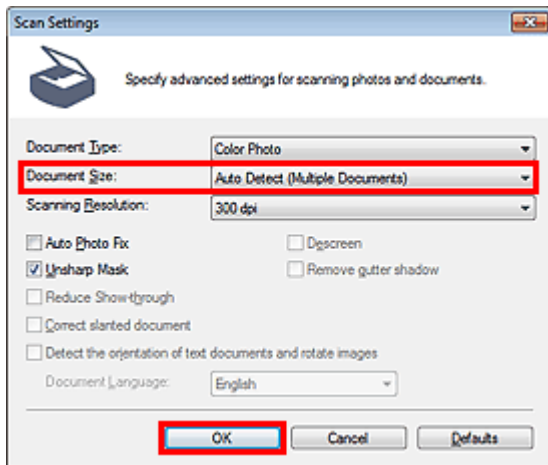 Scan Settings
Specify advanced settings for scanning photos and documents.
Document Type: Color Photo
Document Size: Auto Detect (Multiple Documents)
Scanning Resolution: 300 dpi
Auto Photo Fix Descreen
Unsharp Mask Remove gutter shadow
Reduce Show-through
Correct slanted document
Detect the orientation of text documents and rotate images
Document Language: English
OK Cancel Defaults